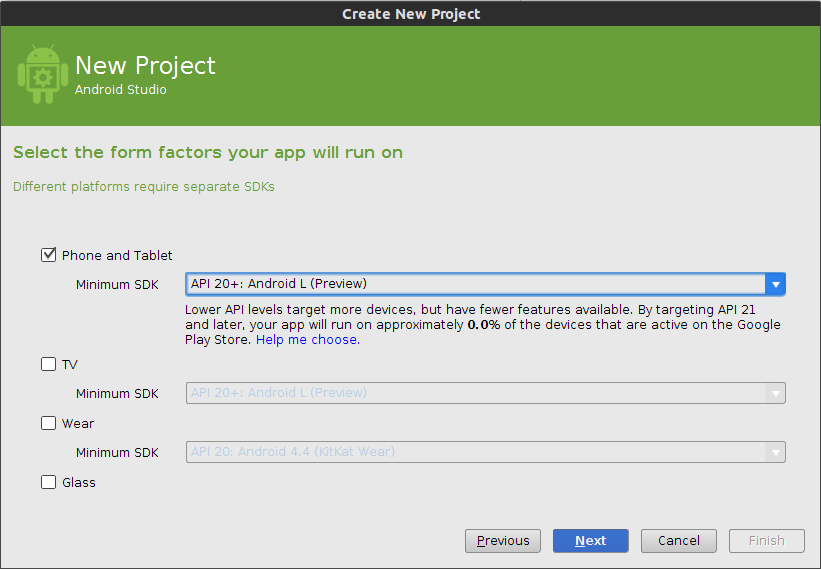 Create New Project
New Project
Android Studio
Select the form factors your app will run on
Different platforms require separate SDKs
Phone and Tablet
Minimum SDK
API 20+: Android L (Preview)
Lower API levels target more devices, but have fewer features available. By targeting API 21
and later, your app will run on approximately 0.0% of the devices that are active on the Google
Play Store. Help me choose.
TV
Minimum SDK
API 20+: Android L (Preview)
Wear
Minimum SDK
API 20: Android 4.4 (KitKat Wear)
Glass
Previous
Next
Cancel
Finish